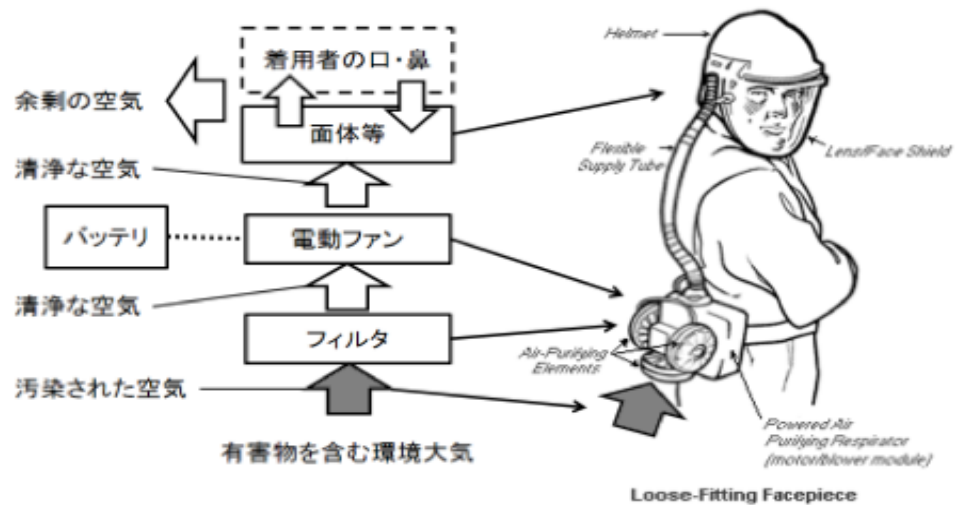 着用者の口・鼻
余剰の空気
面体等
清浄な空気
バッテリ
電動ファン
清浄な空気
フィルタ
汚染された空気
有害物を含む環境大気
Helmet
Flexible
Supply Tube
Lens/Face Shield
Air-Purifying
Elements
Powered Air
Purifying Respirator
(motor/blower module)
Loose-Fitting Facepiece